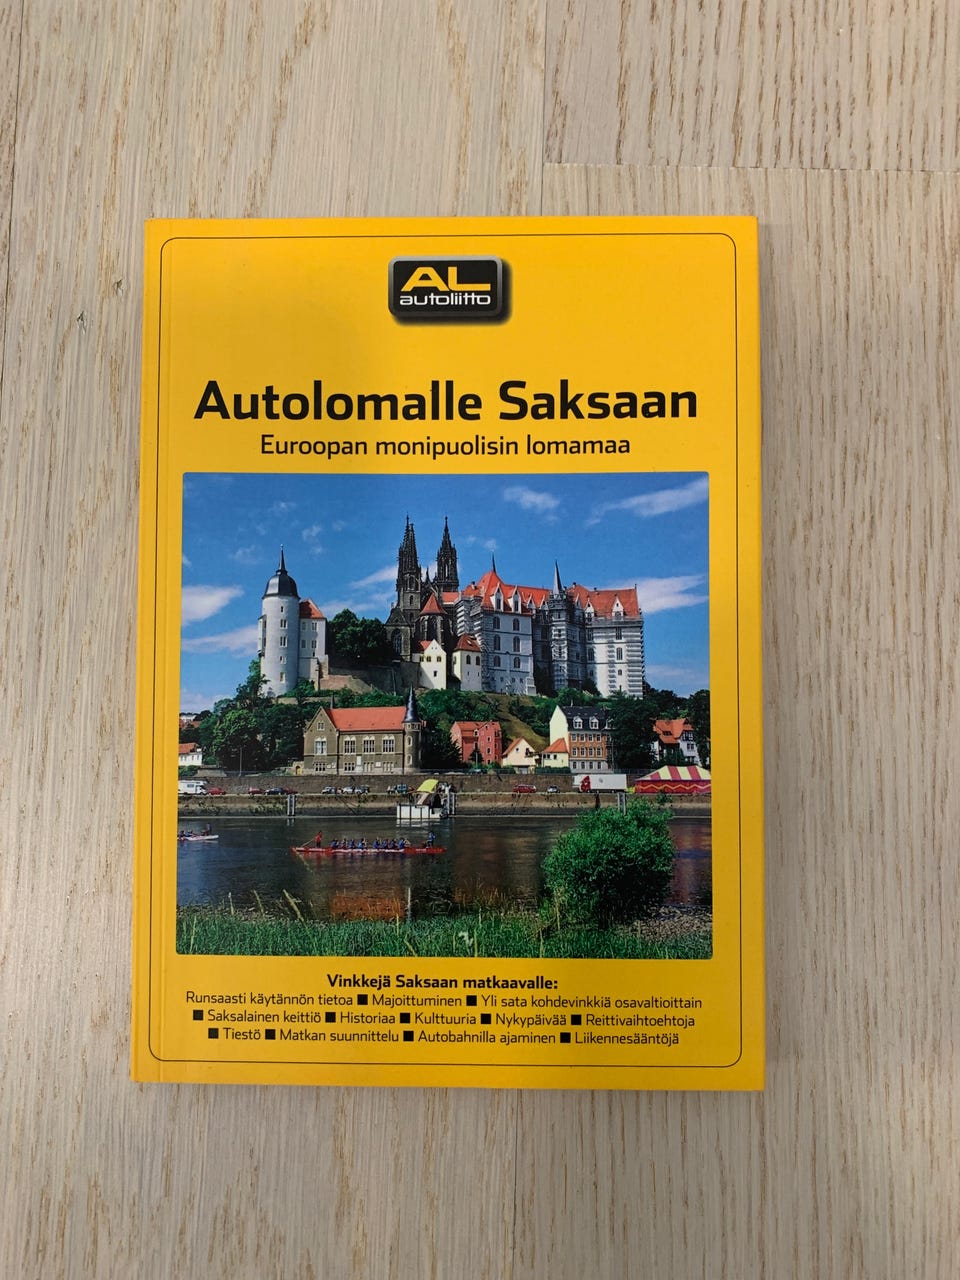 AL
autoliitto
Autolomalle Saksaan
Euroopan monipuolisin lomamaa
Vinkkejä Saksaan matkaavalle:
Runsaasti käytännön tietoa ■ Majoittuminen ■ Yli sata kohdevinkkiä osavaltioittain
■ Saksalainen keittiö ■ Historiaa ■ Kulttuuria ■ Nykypäivää ■ Reittivaihtoehtoja
■ Tiestö ■ Matkan suunnittelu ■ Autobahnilla ajaminen ■ Liikennesääntöjä